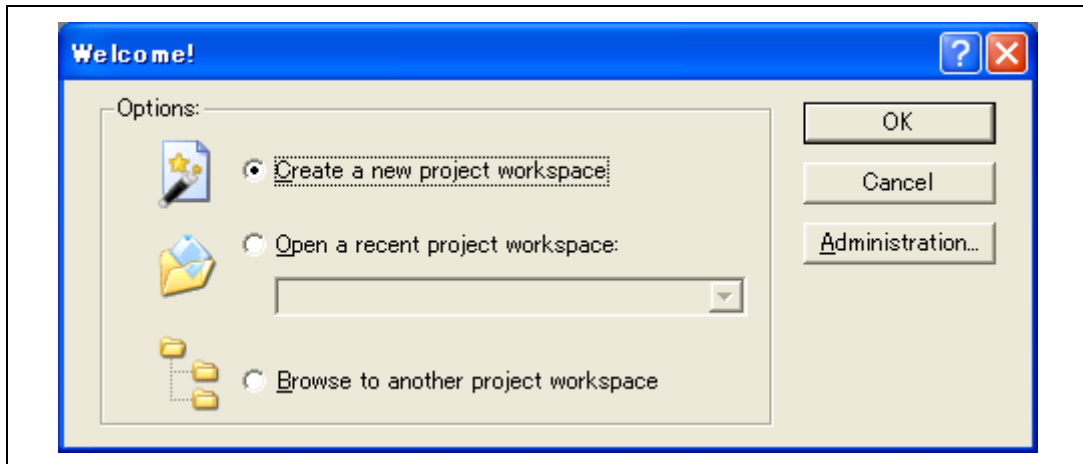 Welcome!
Options:
Create a new project workspace
Open a recent project workspace:
Browse to another project workspace
OK
Cancel
Administration...